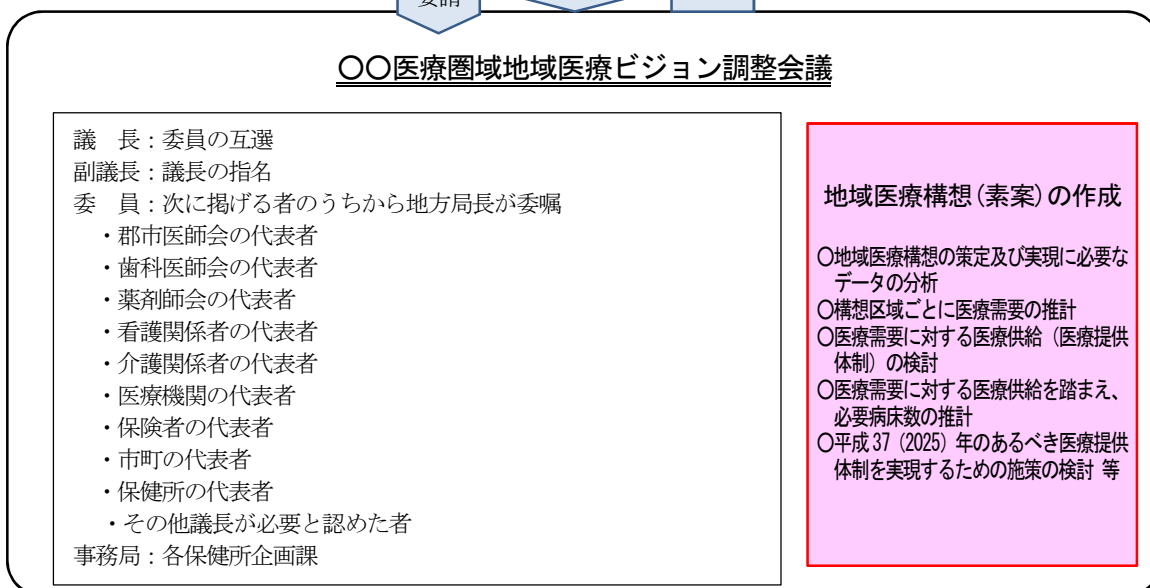 要請
〇〇医療圏域地域医療ビジョン調整会議
議　長：委員の互選
副議長：議長の指名
委　員：次に掲げる者のうちから地方局長が委嘱
・郡市医師会の代表者
・歯科医師会の代表者
・薬剤師会の代表者
・看護関係者の代表者
・介護関係者の代表者
・医療機関の代表者
・保険者の代表者
・市町の代表者
・保健所の代表者
・その他議長が必要と認めた者
事務局：各保健所企画課
地域医療構想(素案)の作成
〇地域医療構想の策定及び実現に必要な
データの分析
〇構想区域ごとに医療需要の推計
〇医療需要に対する医療供給（医療提供
体制）の検討
〇医療需要に対する医療供給を踏まえ、
必要病床数の推計
〇平成37（2025）年のあるべき医療提供
体制を実現するための施策の検討 等